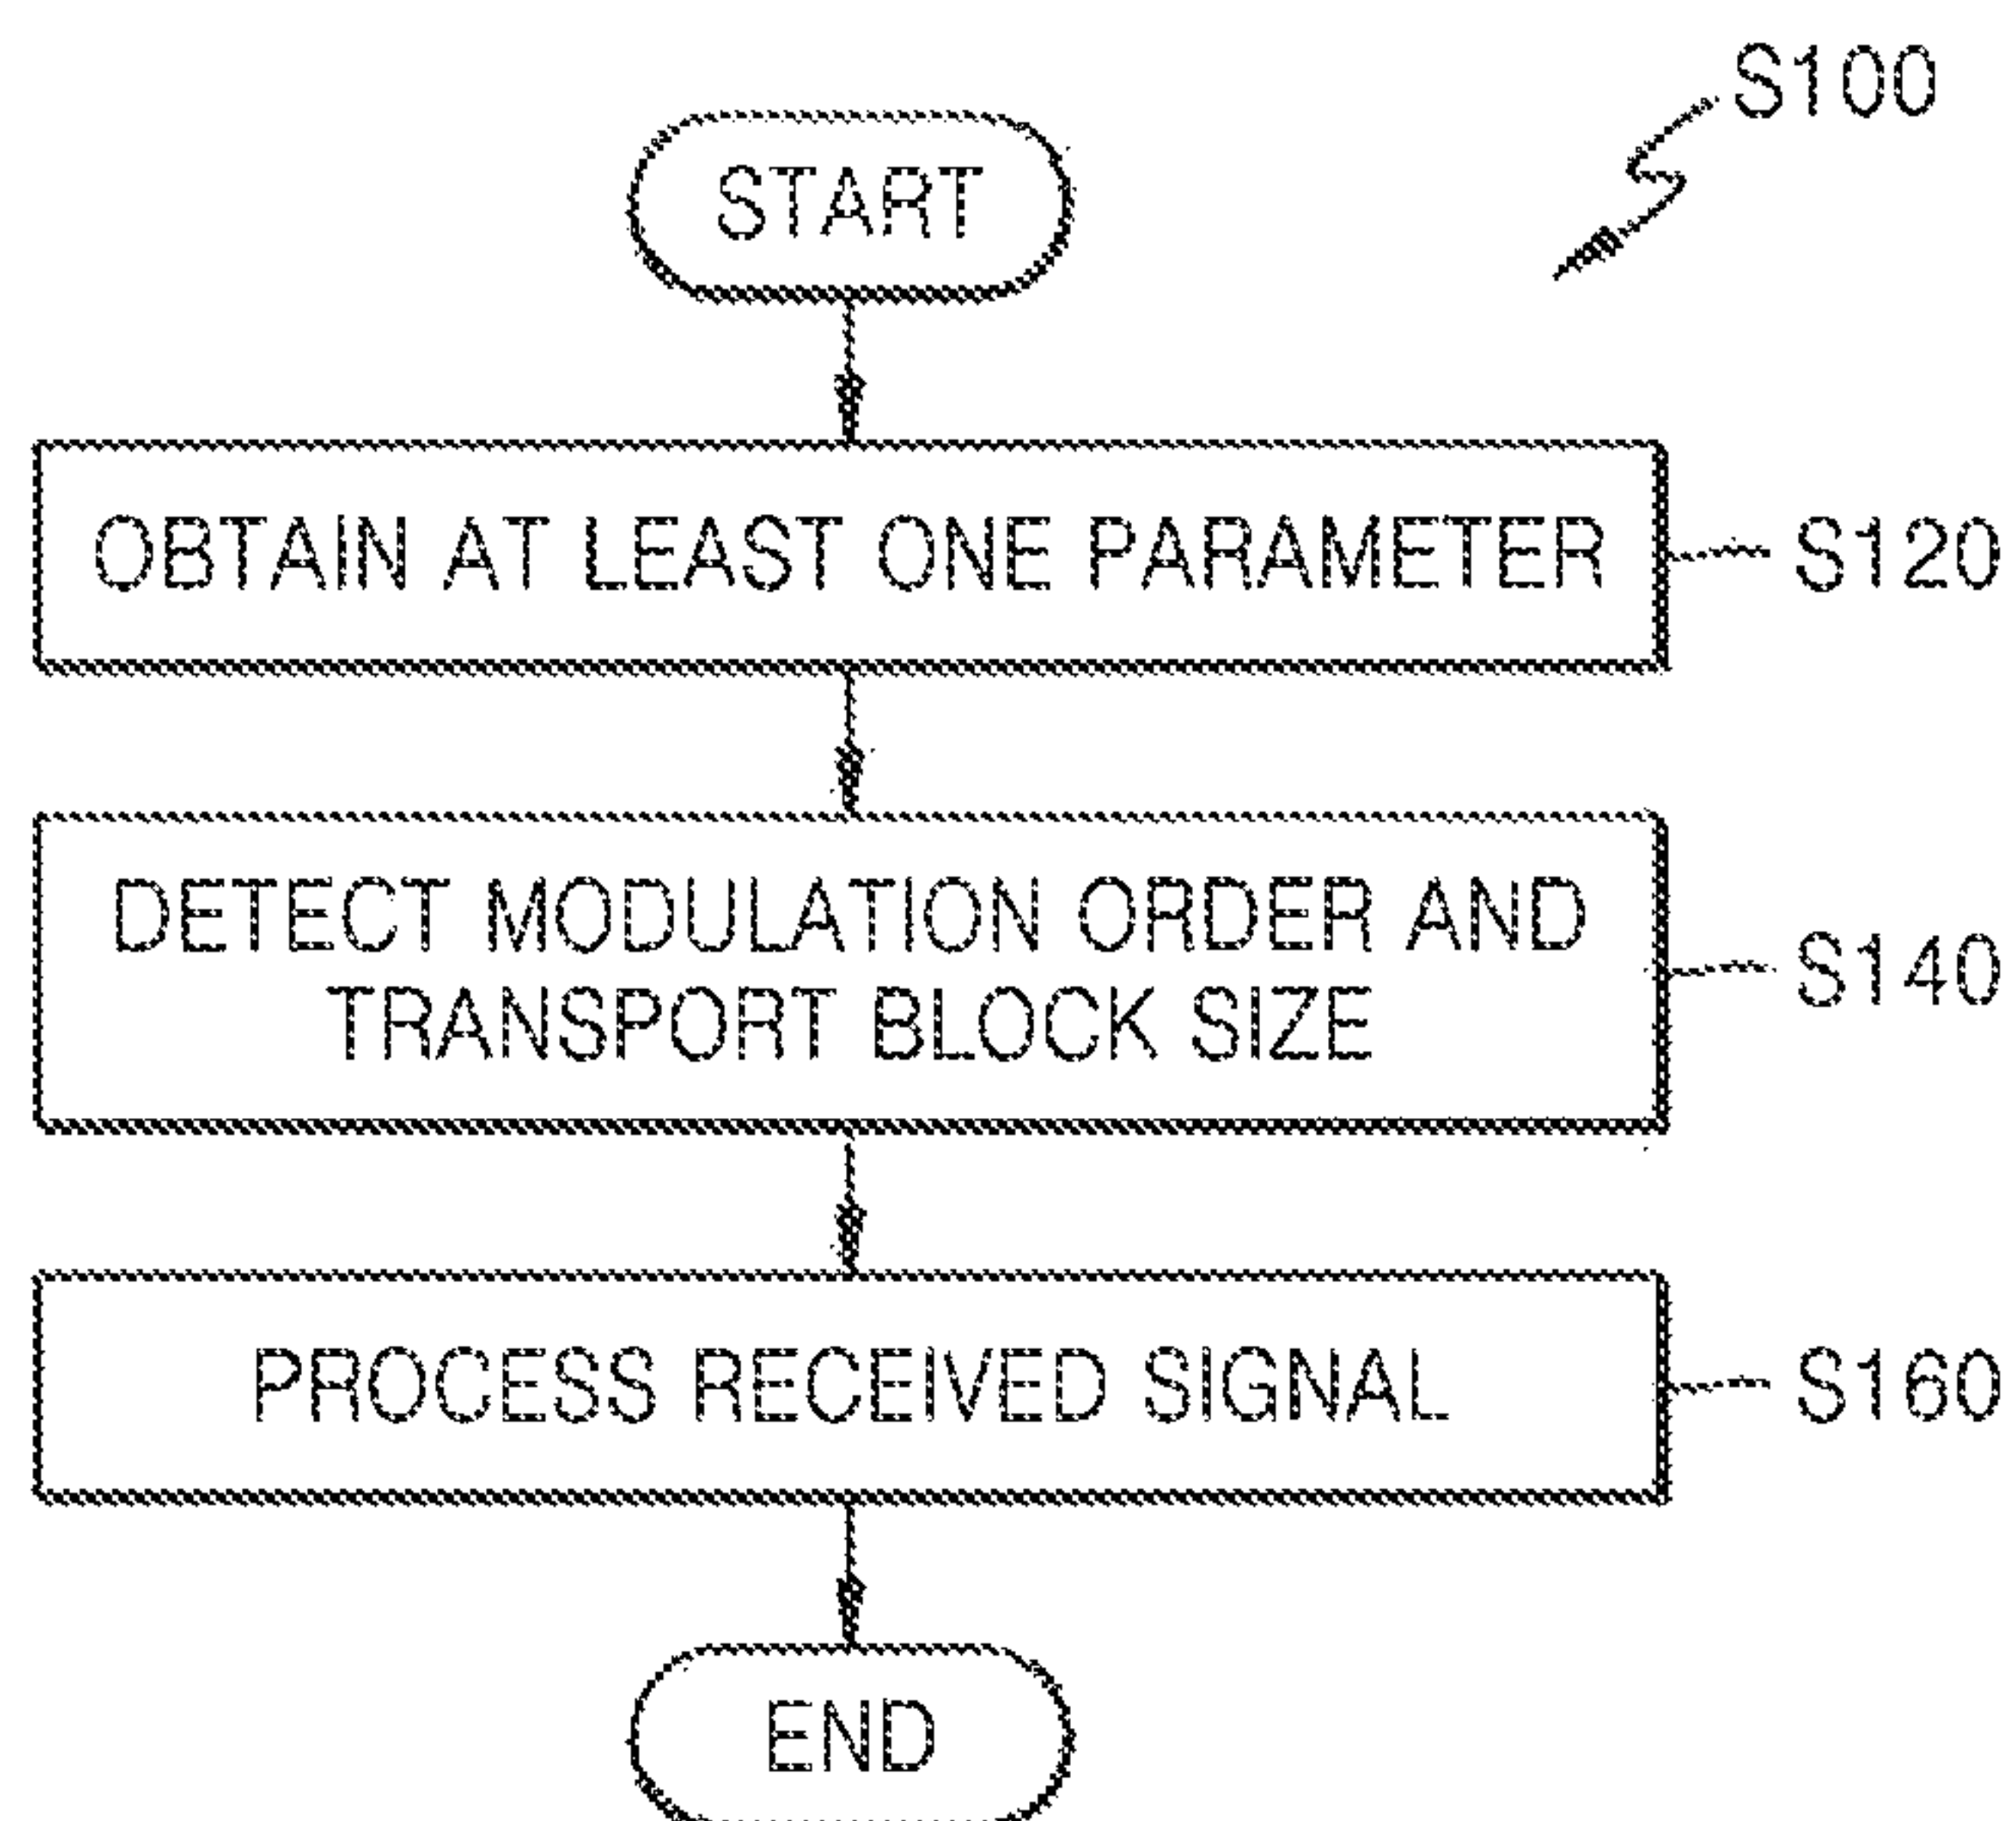 S100
START
OBTAIN AT LEAST ONE PARAMETER
S120
DETECT MODULATION ORDER AND
TRANSPORT BLOCK SIZE
S140
PROCESS RECEIVED SIGNAL
S160
END